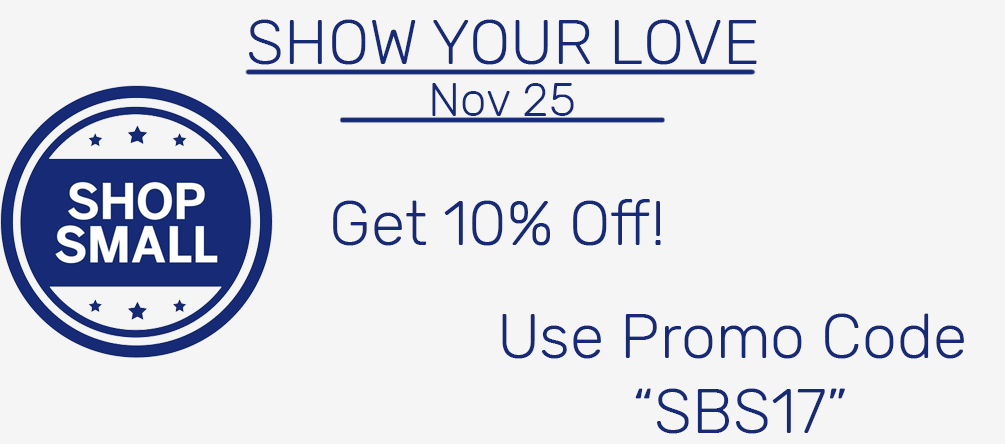 SHOW YOUR LOVE
Nov 25
SHOP
SMALL
Get 10% Off!
Use Promo Code
“SBS17”